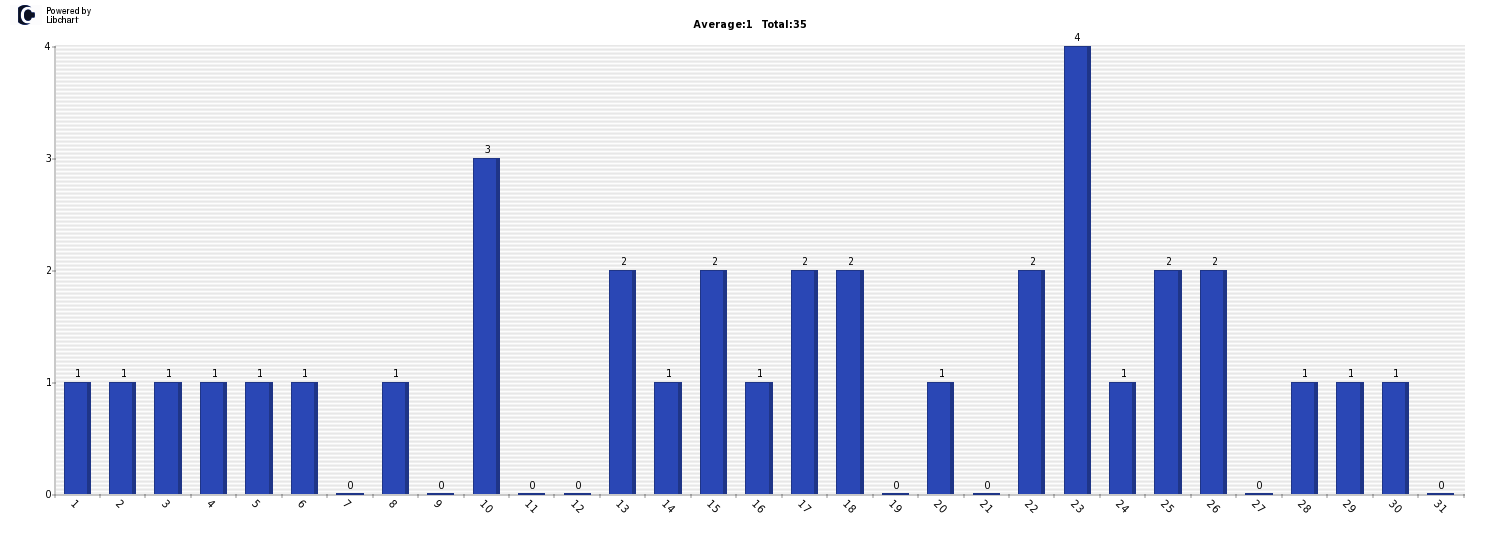 Powered by
Libchart
Average:1 Total:35
4
3
2
1
0
1 1 1 1 1 1 0 1 0 3 0 0 2 1 2 1 2 2 0 1 0 2 4 1 2 2 0 1 1 1 0
1 2 3 4 5 6 7 8 9 10 11 12 13 14 15 16 17 18 19 20 21 22 23 24 25 26 27 28 29 30 31